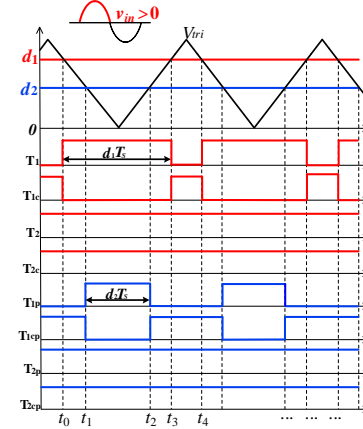 v_in > 0
V_tri
d_1
d_2
0
T_1
d_1T_s
T_1c
T_2
T_2c
T_1p
d_2T_s
T_1cp
T_2p
T_2cp
t_0 t_1 t_2 t_3 t_4 ... ... ...